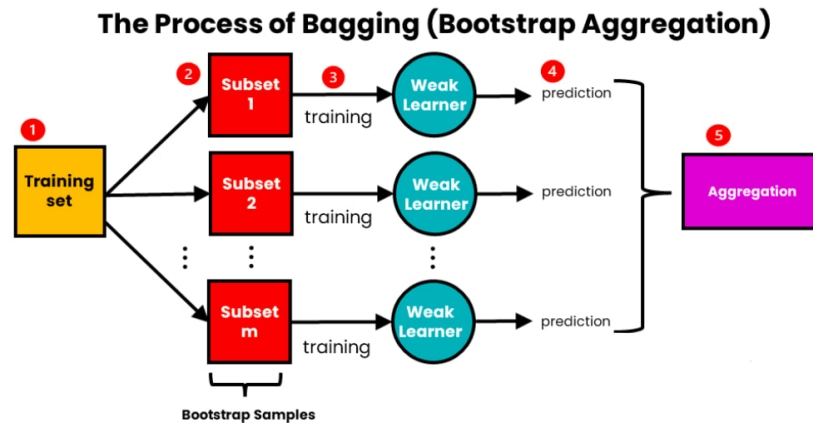 The Process of Bagging (Bootstrap Aggregation)
1
Training
set
2
Subset
1
3
training
Weak
Learner
4
prediction
Subset
2
training
Weak
Learner
prediction
Subset
m
training
Weak
Learner
prediction
5
Aggregation
Bootstrap Samples